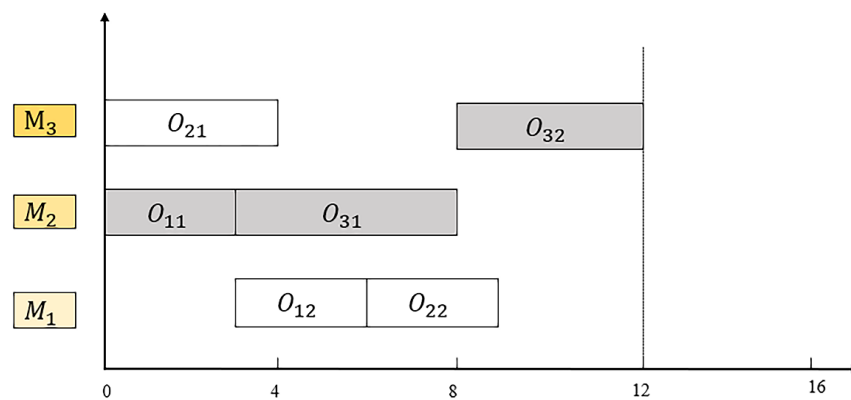 M₃ O₂₁ O₃₂
M₂ O₁₁ O₃₁
M₁ O₁₂ O₂₂
0 4 8 12 16